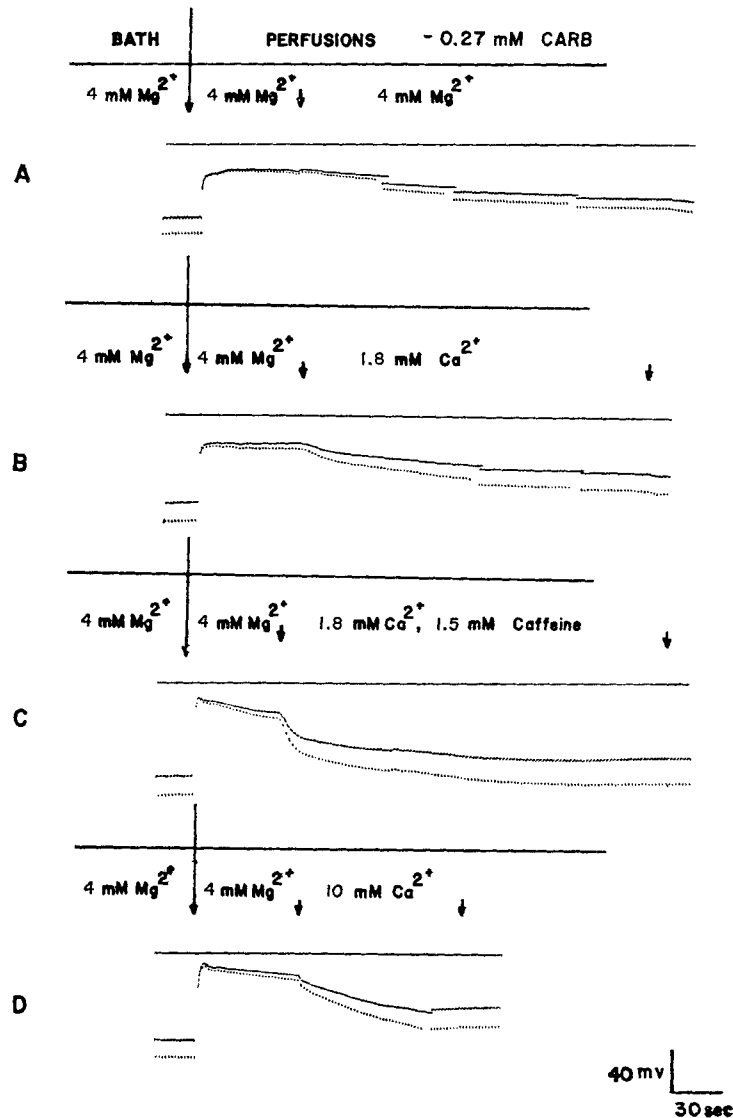 BATH PERFUSIONS - 0.27 mM CARB
4 mM Mg2+ 4 mM Mg2+ 4 mM Mg2+
A
4 mM Mg2+ 4 mM Mg2+ 1.8 mM Ca2+
B
4 mM Mg2+ 4 mM Mg2+ 1.8 mM Ca2+, 1.5 mM Caffeine
C
4 mM Mg2+ 4 mM Mg2+ 10 mM Ca2+
D
40 mv
30 sec